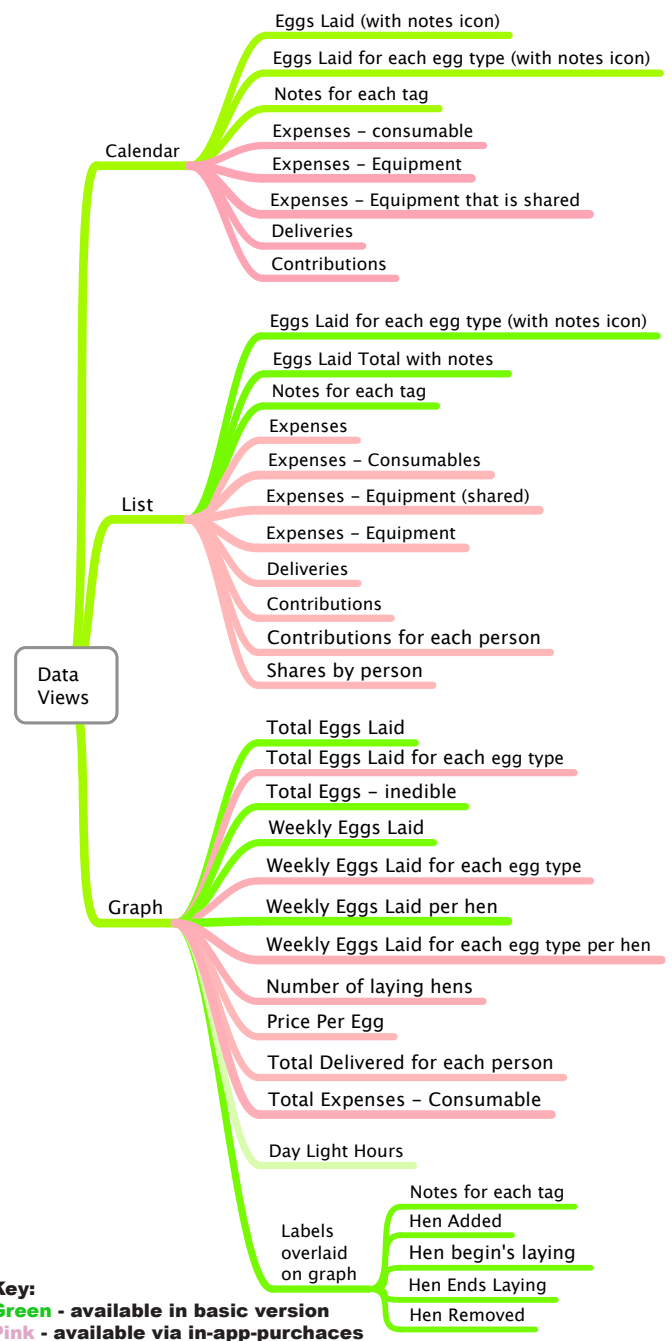 Eggs Laid (with notes icon)
Eggs Laid for each egg type (with notes icon)
Notes for each tag
Calendar
Expenses – consumable
Expenses – Equipment
Expenses – Equipment that is shared
Deliveries
Contributions
Eggs Laid for each egg type (with notes icon)
Eggs Laid Total with notes
Notes for each tag
Expenses
Expenses – Consumables
List
Expenses – Equipment (shared)
Expenses – Equipment
Deliveries
Contributions
Contributions for each person
Shares by person
Data
Views
Total Eggs Laid
Total Eggs Laid for each egg type
Total Eggs – inedible
Weekly Eggs Laid
Weekly Eggs Laid for each egg type
Graph
Weekly Eggs Laid per hen
Weekly Eggs Laid for each egg type per hen
Number of laying hens
Price Per Egg
Total Delivered for each person
Total Expenses – Consumable
Day Light Hours
Labels
overlaid
on graph
Notes for each tag
Hen Added
Hen begin's laying
Hen Ends Laying
Hen Removed
Key:
Green - available in basic version
Pink - available via in-app-purchaces